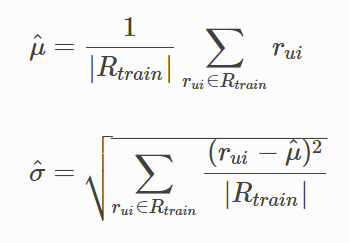 $\hat{\mu} = \frac{1}{|R_{train}|} \sum_{r_{ui} \in R_{train}} r_{ui}$
$\hat{\sigma} = \sqrt{\sum_{r_{ui} \in R_{train}} \frac{(r_{ui} - \hat{\mu})^2}{|R_{train}|}}$